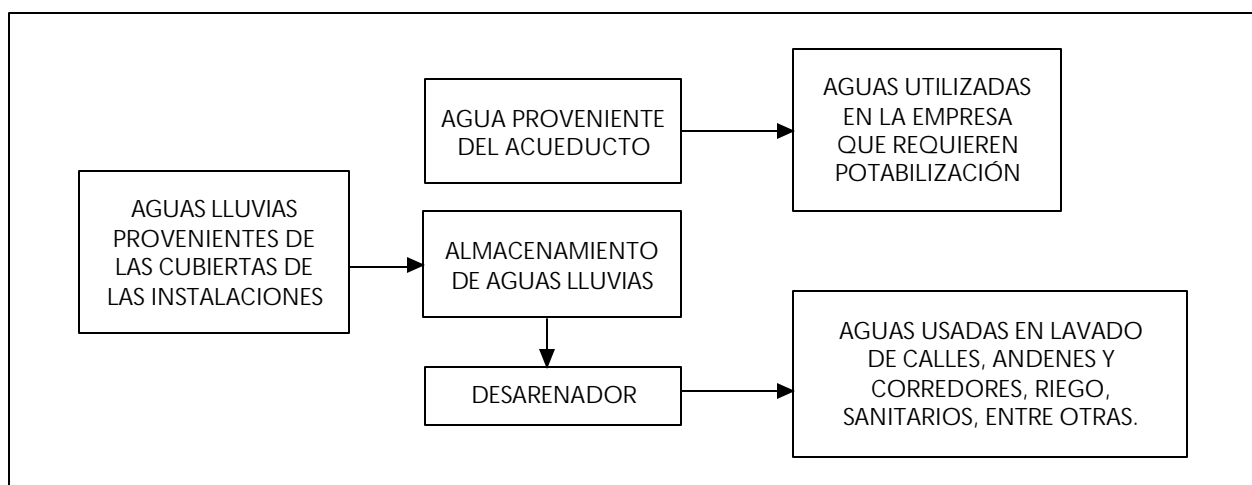 AGUA PROVENIENTE
DEL ACUEDUCTO
AGUAS UTILIZADAS
EN LA EMPRESA
QUE REQUIEREN
POTABILIZACIÓN
AGUAS LLUVIAS
PROVENIENTES DE
LAS CUBIERTAS DE
LAS INSTALACIONES
ALMACENAMIENTO
DE AGUAS LLUVIAS
DESARENADOR
AGUAS USADAS EN LAVADO
DE CALLES, ANDENES Y
CORREDORES, RIEGO,
SANITARIOS, ENTRE OTRAS.